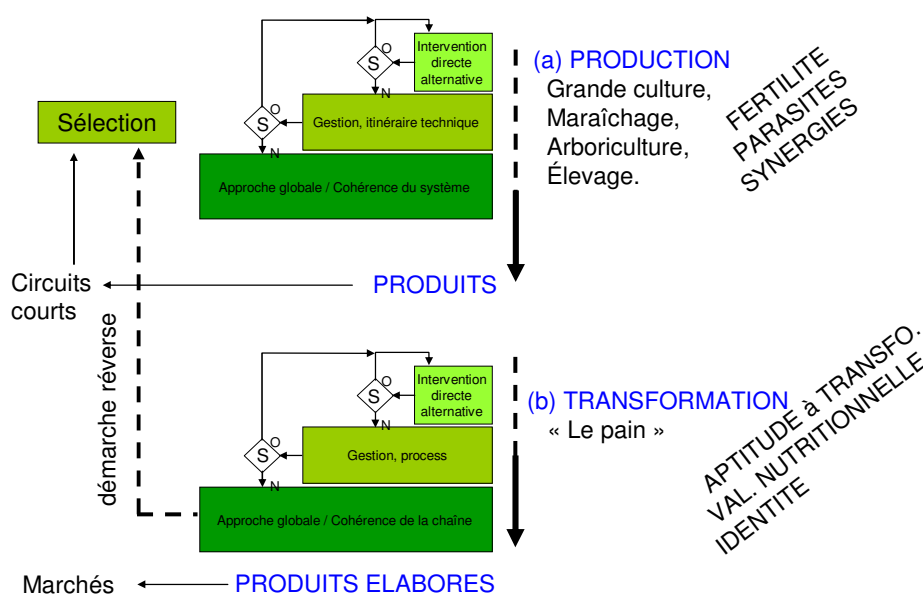 O
Intervention
directe
alternative
S
N
(a) PRODUCTION
Grande culture,
Maraîchage,
Arboriculture,
Élevage.
FERTILITE
PARASITES
SYNERGIES
Sélection
O
S
N
Gestion, itinéraire technique
Approche globale / Cohérence du système
Circuits
courts
PRODUITS
démarche réverse
O
Intervention
directe
alternative
S
N
(b) TRANSFORMATION
« Le pain »
APTITUDE à TRANSFO.
VAL. NUTRITIONNELLE
IDENTITE
O
S
N
Gestion, process
Approche globale / Cohérence de la chaîne
Marchés
PRODUITS ELABORES